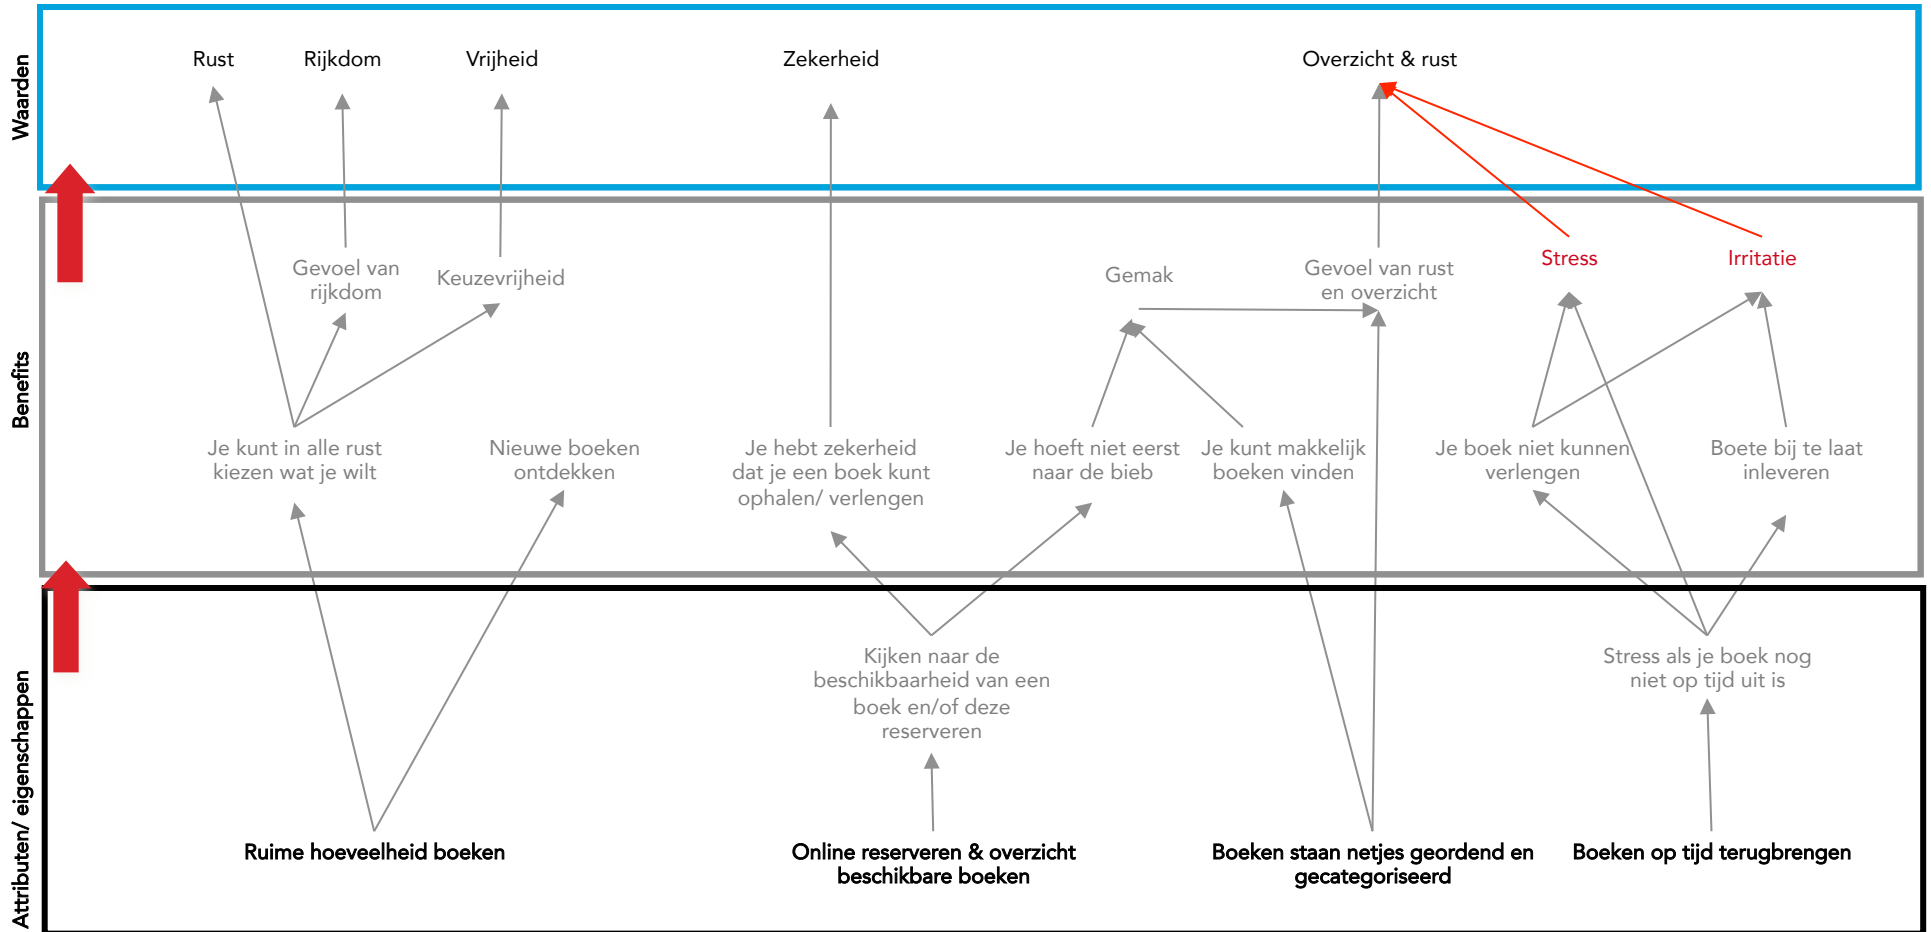 Waarden
Rust
Rijkdom
Vrijheid
Zekerheid
Overzicht & rust
Benefits
Gevoel van
rijkdom
Keuzevrijheid
Gemak
Gevoel van rust
en overzicht
Stress
Irritatie
Je kunt in alle rust
kiezen wat je wilt
Nieuwe boeken
ontdekken
Je hebt zekerheid
dat je een boek kunt
ophalen/ verlengen
Je hoeft niet eerst
naar de bieb
Je kunt makkelijk
boeken vinden
Je boek niet kunnen
verlengen
Boete bij te laat
inleveren
Attributen/ eigenschappen
Kijken naar de
beschikbaarheid van een
boek en/of deze
reserveren
Stress als je boek nog
niet op tijd uit is
Ruime hoeveelheid boeken
Online reserveren & overzicht
beschikbare boeken
Boeken staan netjes geordend en
gecategoriseerd
Boeken op tijd terugbrengen